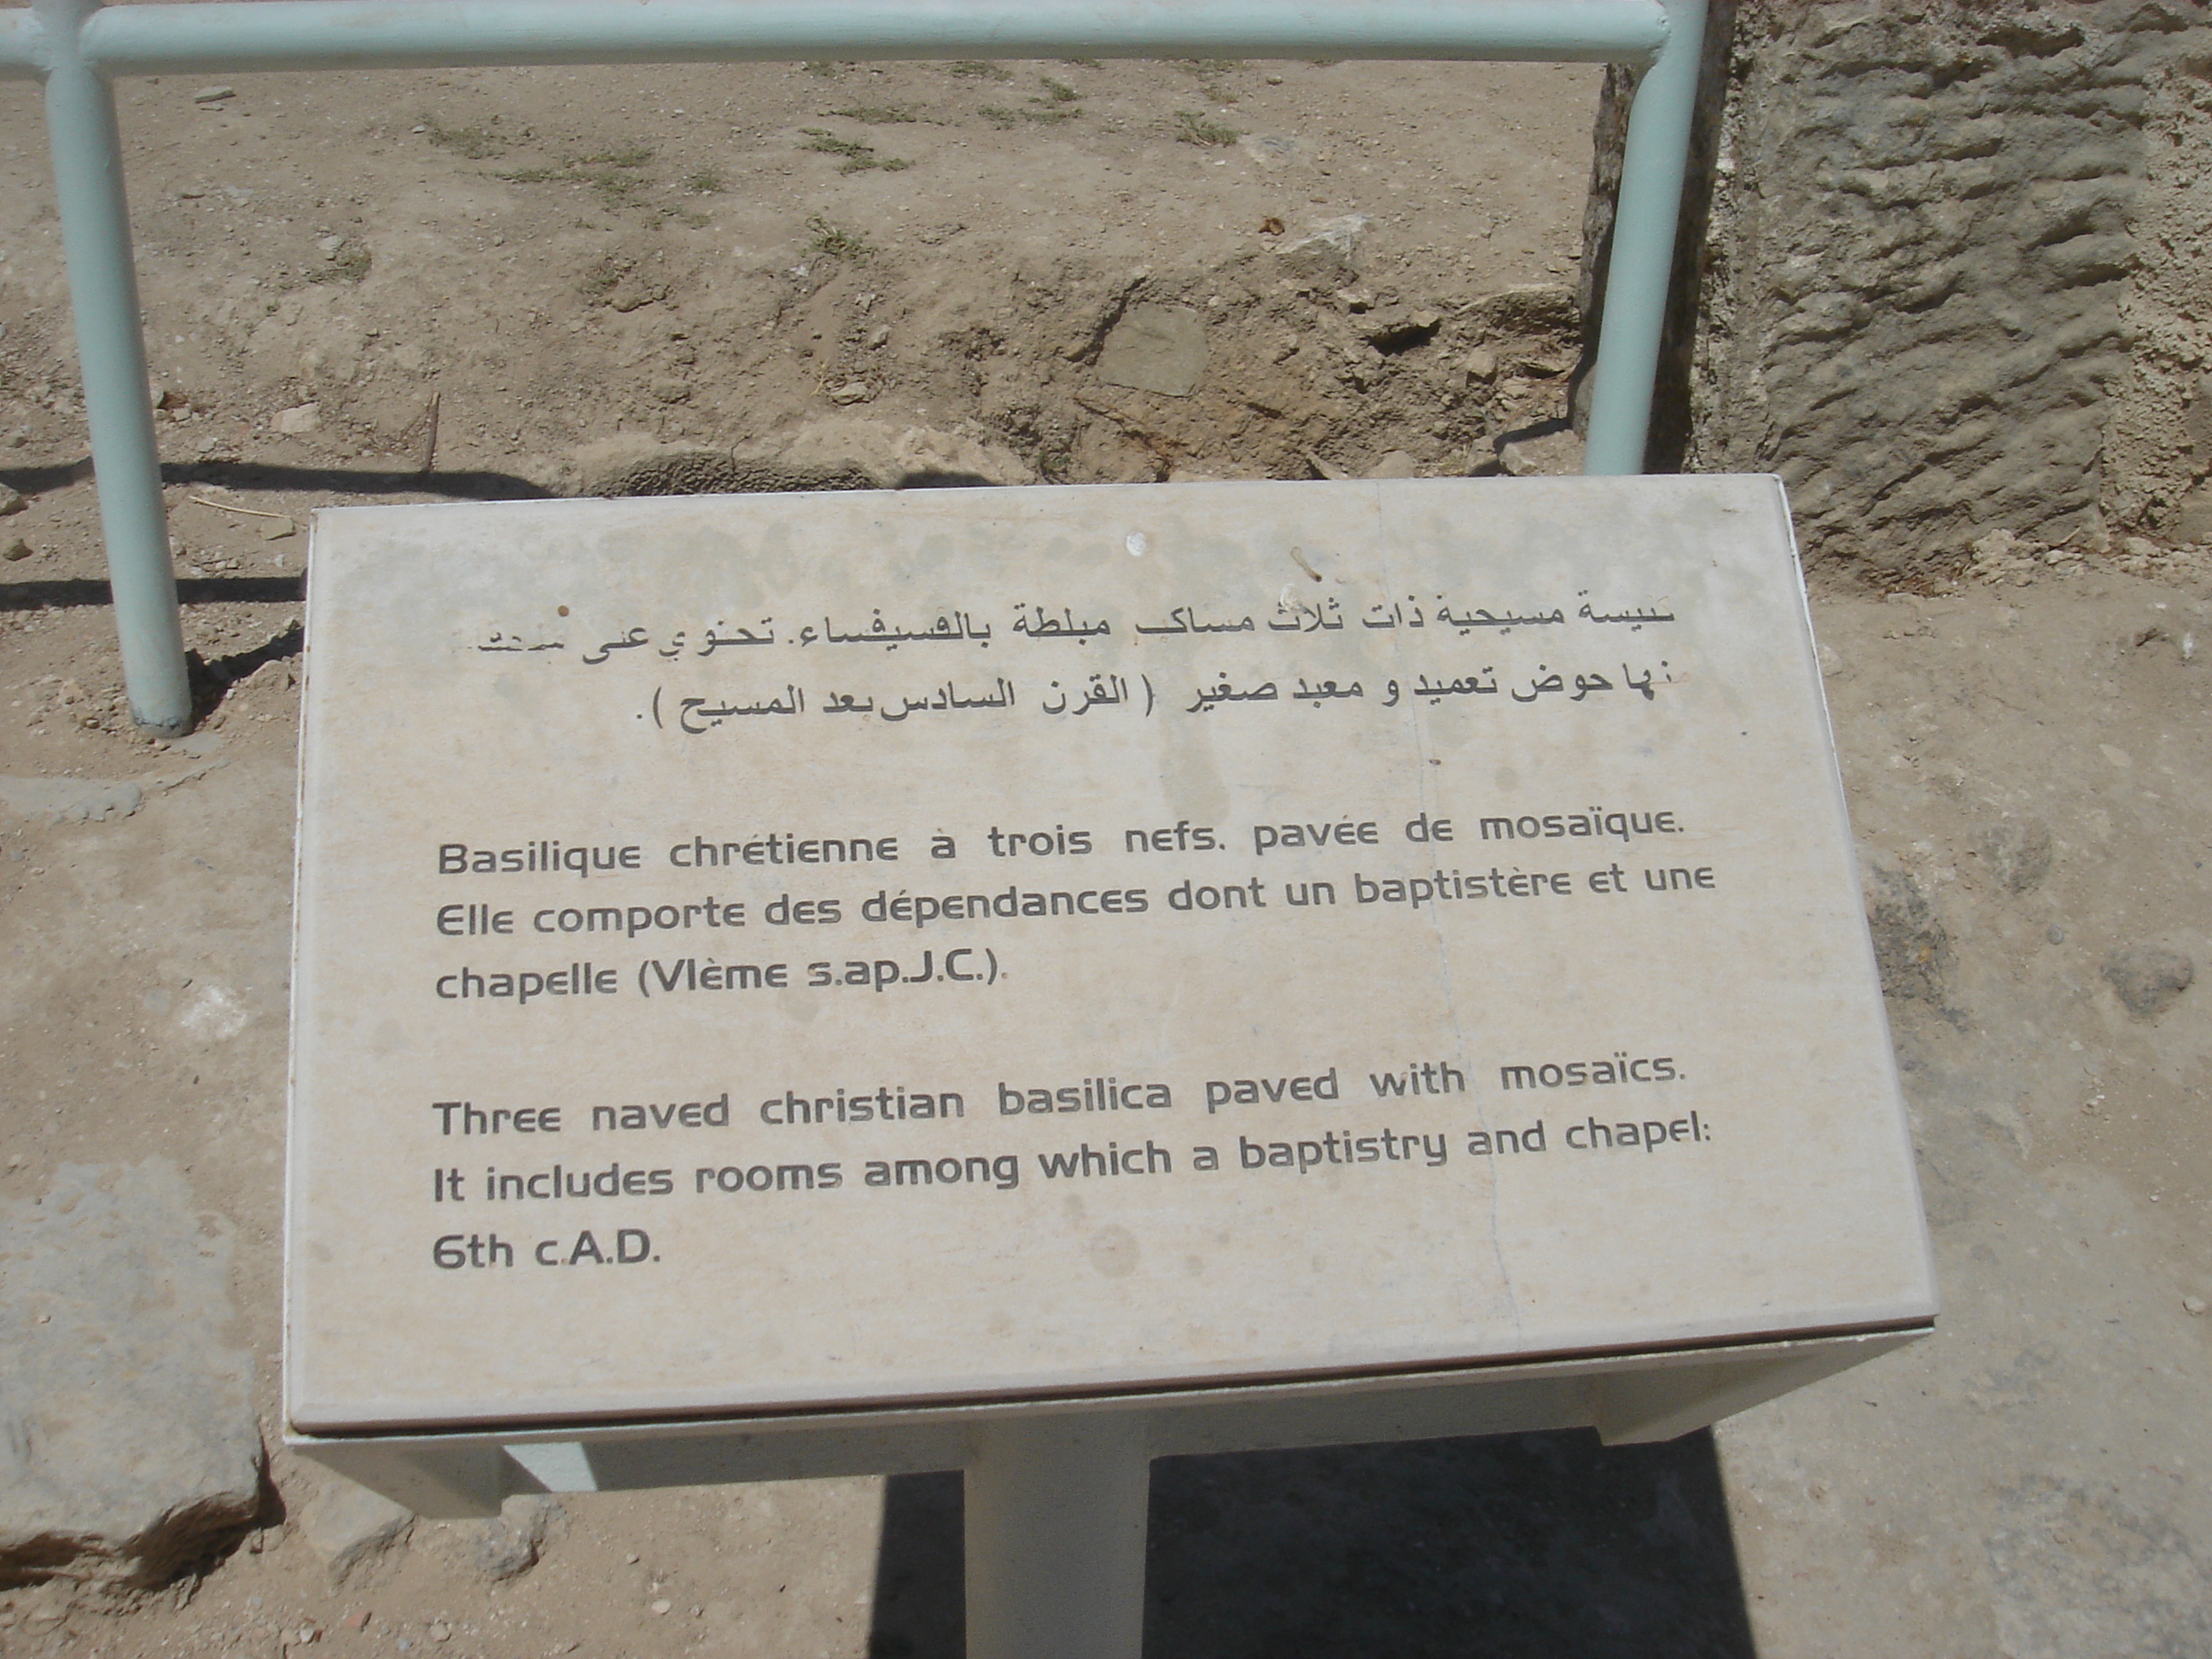 مسيحية ذات ثلاث مبلطة بالفسيفساء. تحتوي على
حوض تعميد و معبد صغير ( القرن السادس بعد المسيح ).
Basilique chrétienne à trois nefs. pavée de mosaïque.
Elle comporte des dépendances dont un baptistère et une
chapelle (VIème s.ap.J.C.).
Three naved christian basilica paved with mosaïcs.
It includes rooms among which a baptistry and chapel:
6th c.A.D.